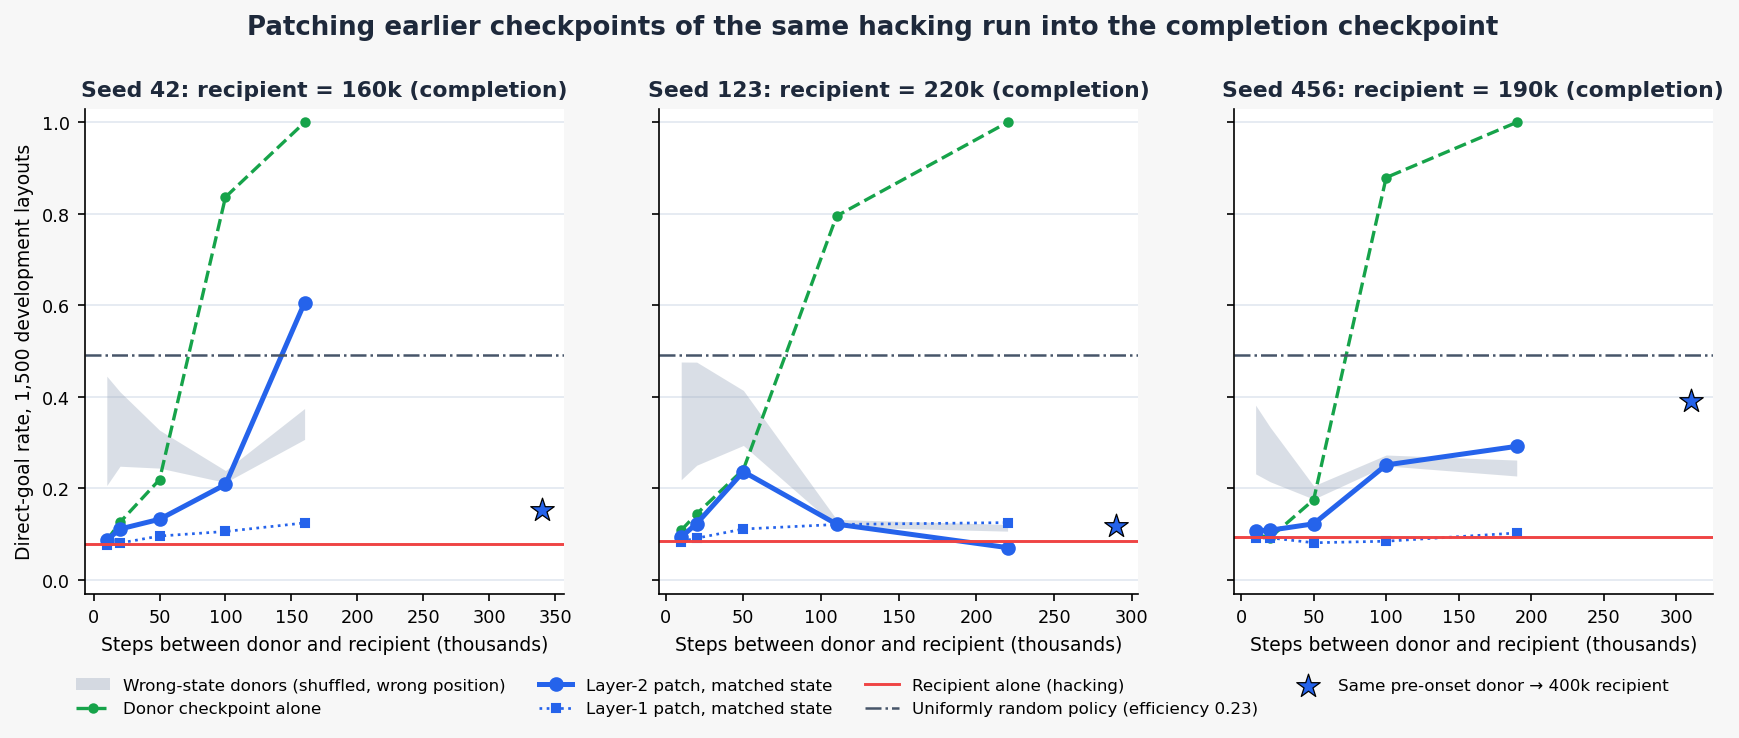 Patching earlier checkpoints of the same hacking run into the completion checkpoint
Seed 42: recipient = 160k (completion)
Seed 123: recipient = 220k (completion)
Seed 456: recipient = 190k (completion)
Direct-goal rate, 1,500 development layouts
1.0
0.8
0.6
0.4
0.2
0.0
0 50 100 150 200 250 300 350
0 50 100 150 200 250 300
0 50 100 150 200 250 300
Steps between donor and recipient (thousands)
Steps between donor and recipient (thousands)
Steps between donor and recipient (thousands)
Wrong-state donors (shuffled, wrong position)
Donor checkpoint alone
Layer-2 patch, matched state
Layer-1 patch, matched state
Recipient alone (hacking)
Uniformly random policy (efficiency 0.23)
Same pre-onset donor → 400k recipient